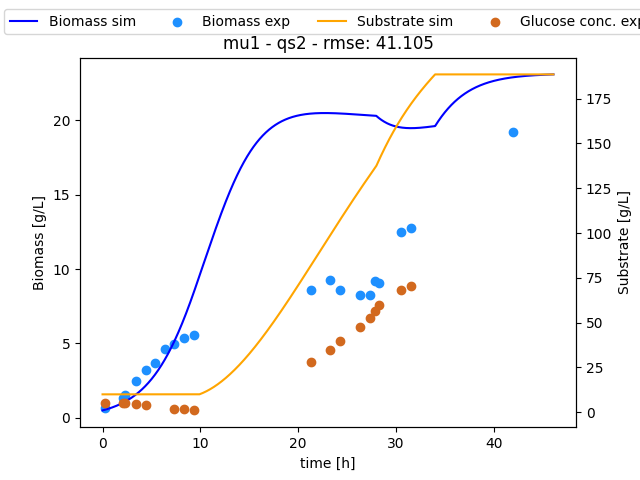 Biomass sim Biomass exp Substrate sim Glucose conc. exp
mu1 - qs2 - rmse: 41.105
Biomass [g/L]
20
15
10
5
0
175
150
125
100
75
50
25
0
Substrate [g/L]
0 10 20 30 40
time [h]